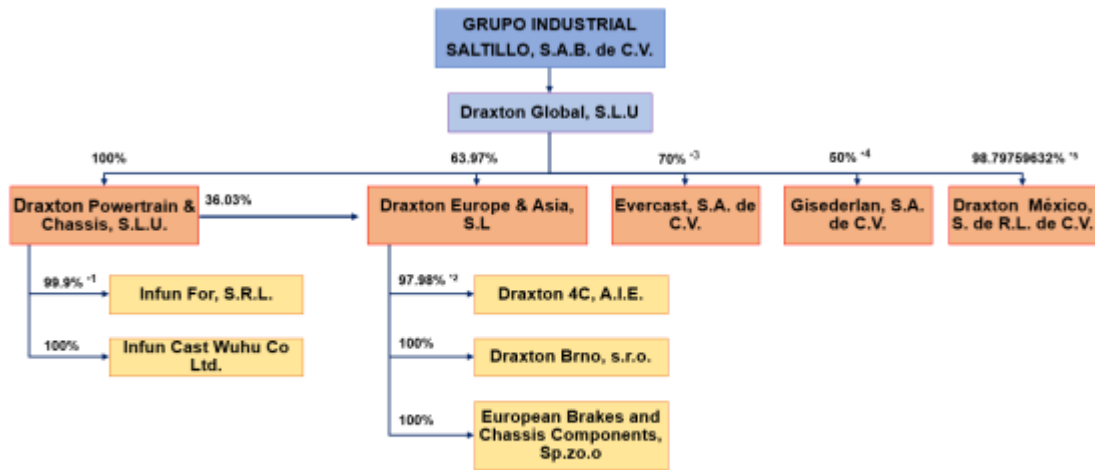 GRUPO INDUSTRIAL
SALTILLO, S.A.B. de C.V.
Draxton Global, S.L.U
100%
63.97%
70% *3
50% *4
98.79759632% *5
Draxton Powertrain &
Chassis, S.L.U.
36.03%
Draxton Europe & Asia,
S.L
Evercast, S.A. de
C.V.
Gisederlan, S.A.
de C.V.
Draxton México,
S. de R.L. de C.V.
99.9% *1
Infun For, S.R.L.
97.98% *2
Draxton 4C, A.I.E.
100%
Infun Cast Wuhu Co
Ltd.
100%
Draxton Brno, s.r.o.
100%
European Brakes and
Chassis Components,
Sp.zo.o